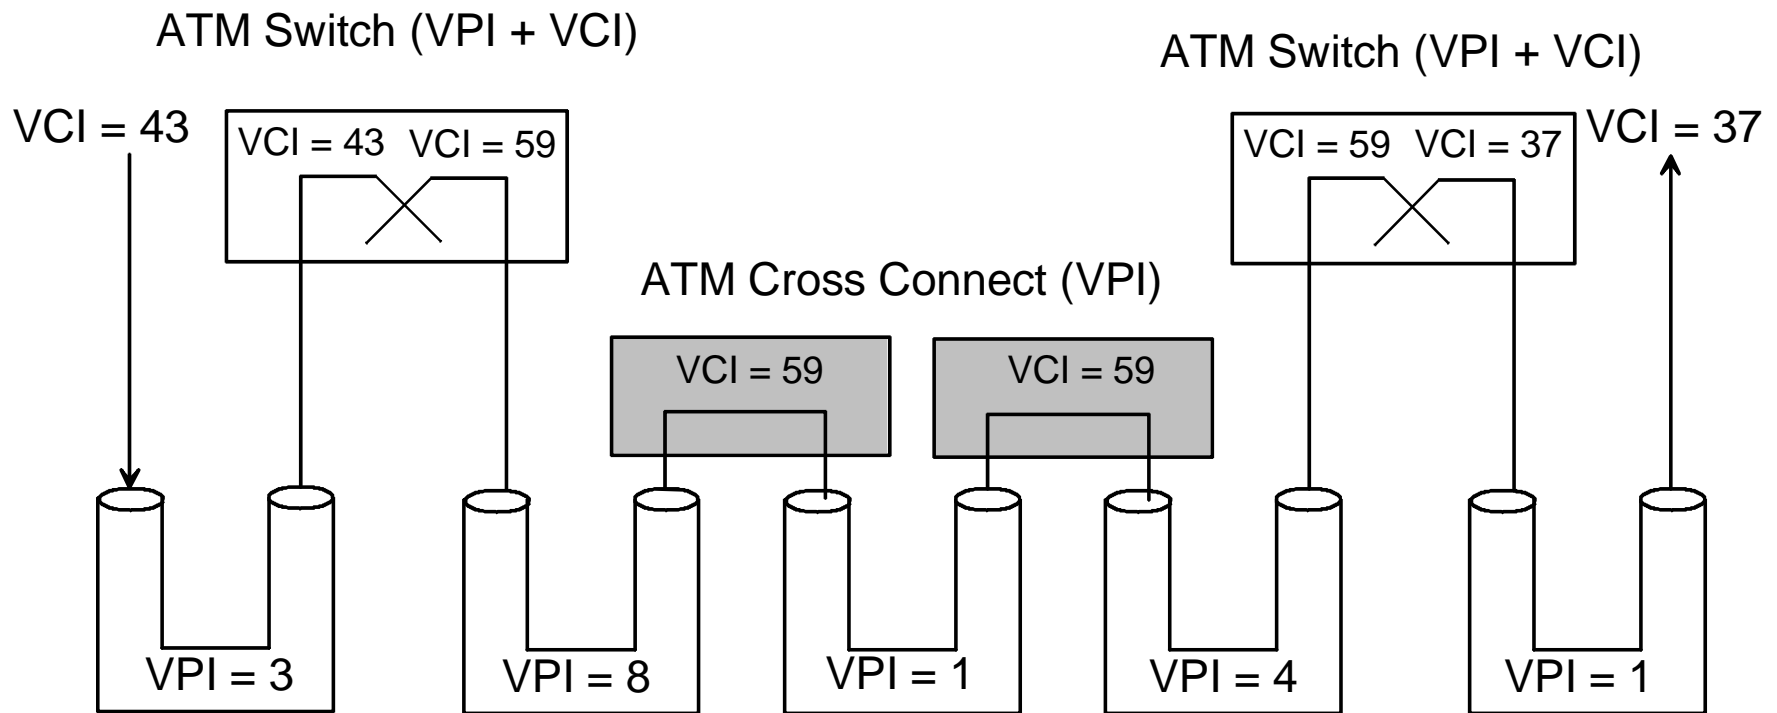 ATM Switch (VPI + VCI)
ATM Switch (VPI + VCI)
VCI = 43
VCI = 43 VCI = 59
VCI = 59 VCI = 37
VCI = 37
ATM Cross Connect (VPI)
VCI = 59
VCI = 59
VPI = 3
VPI = 8
VPI = 1
VPI = 4
VPI = 1